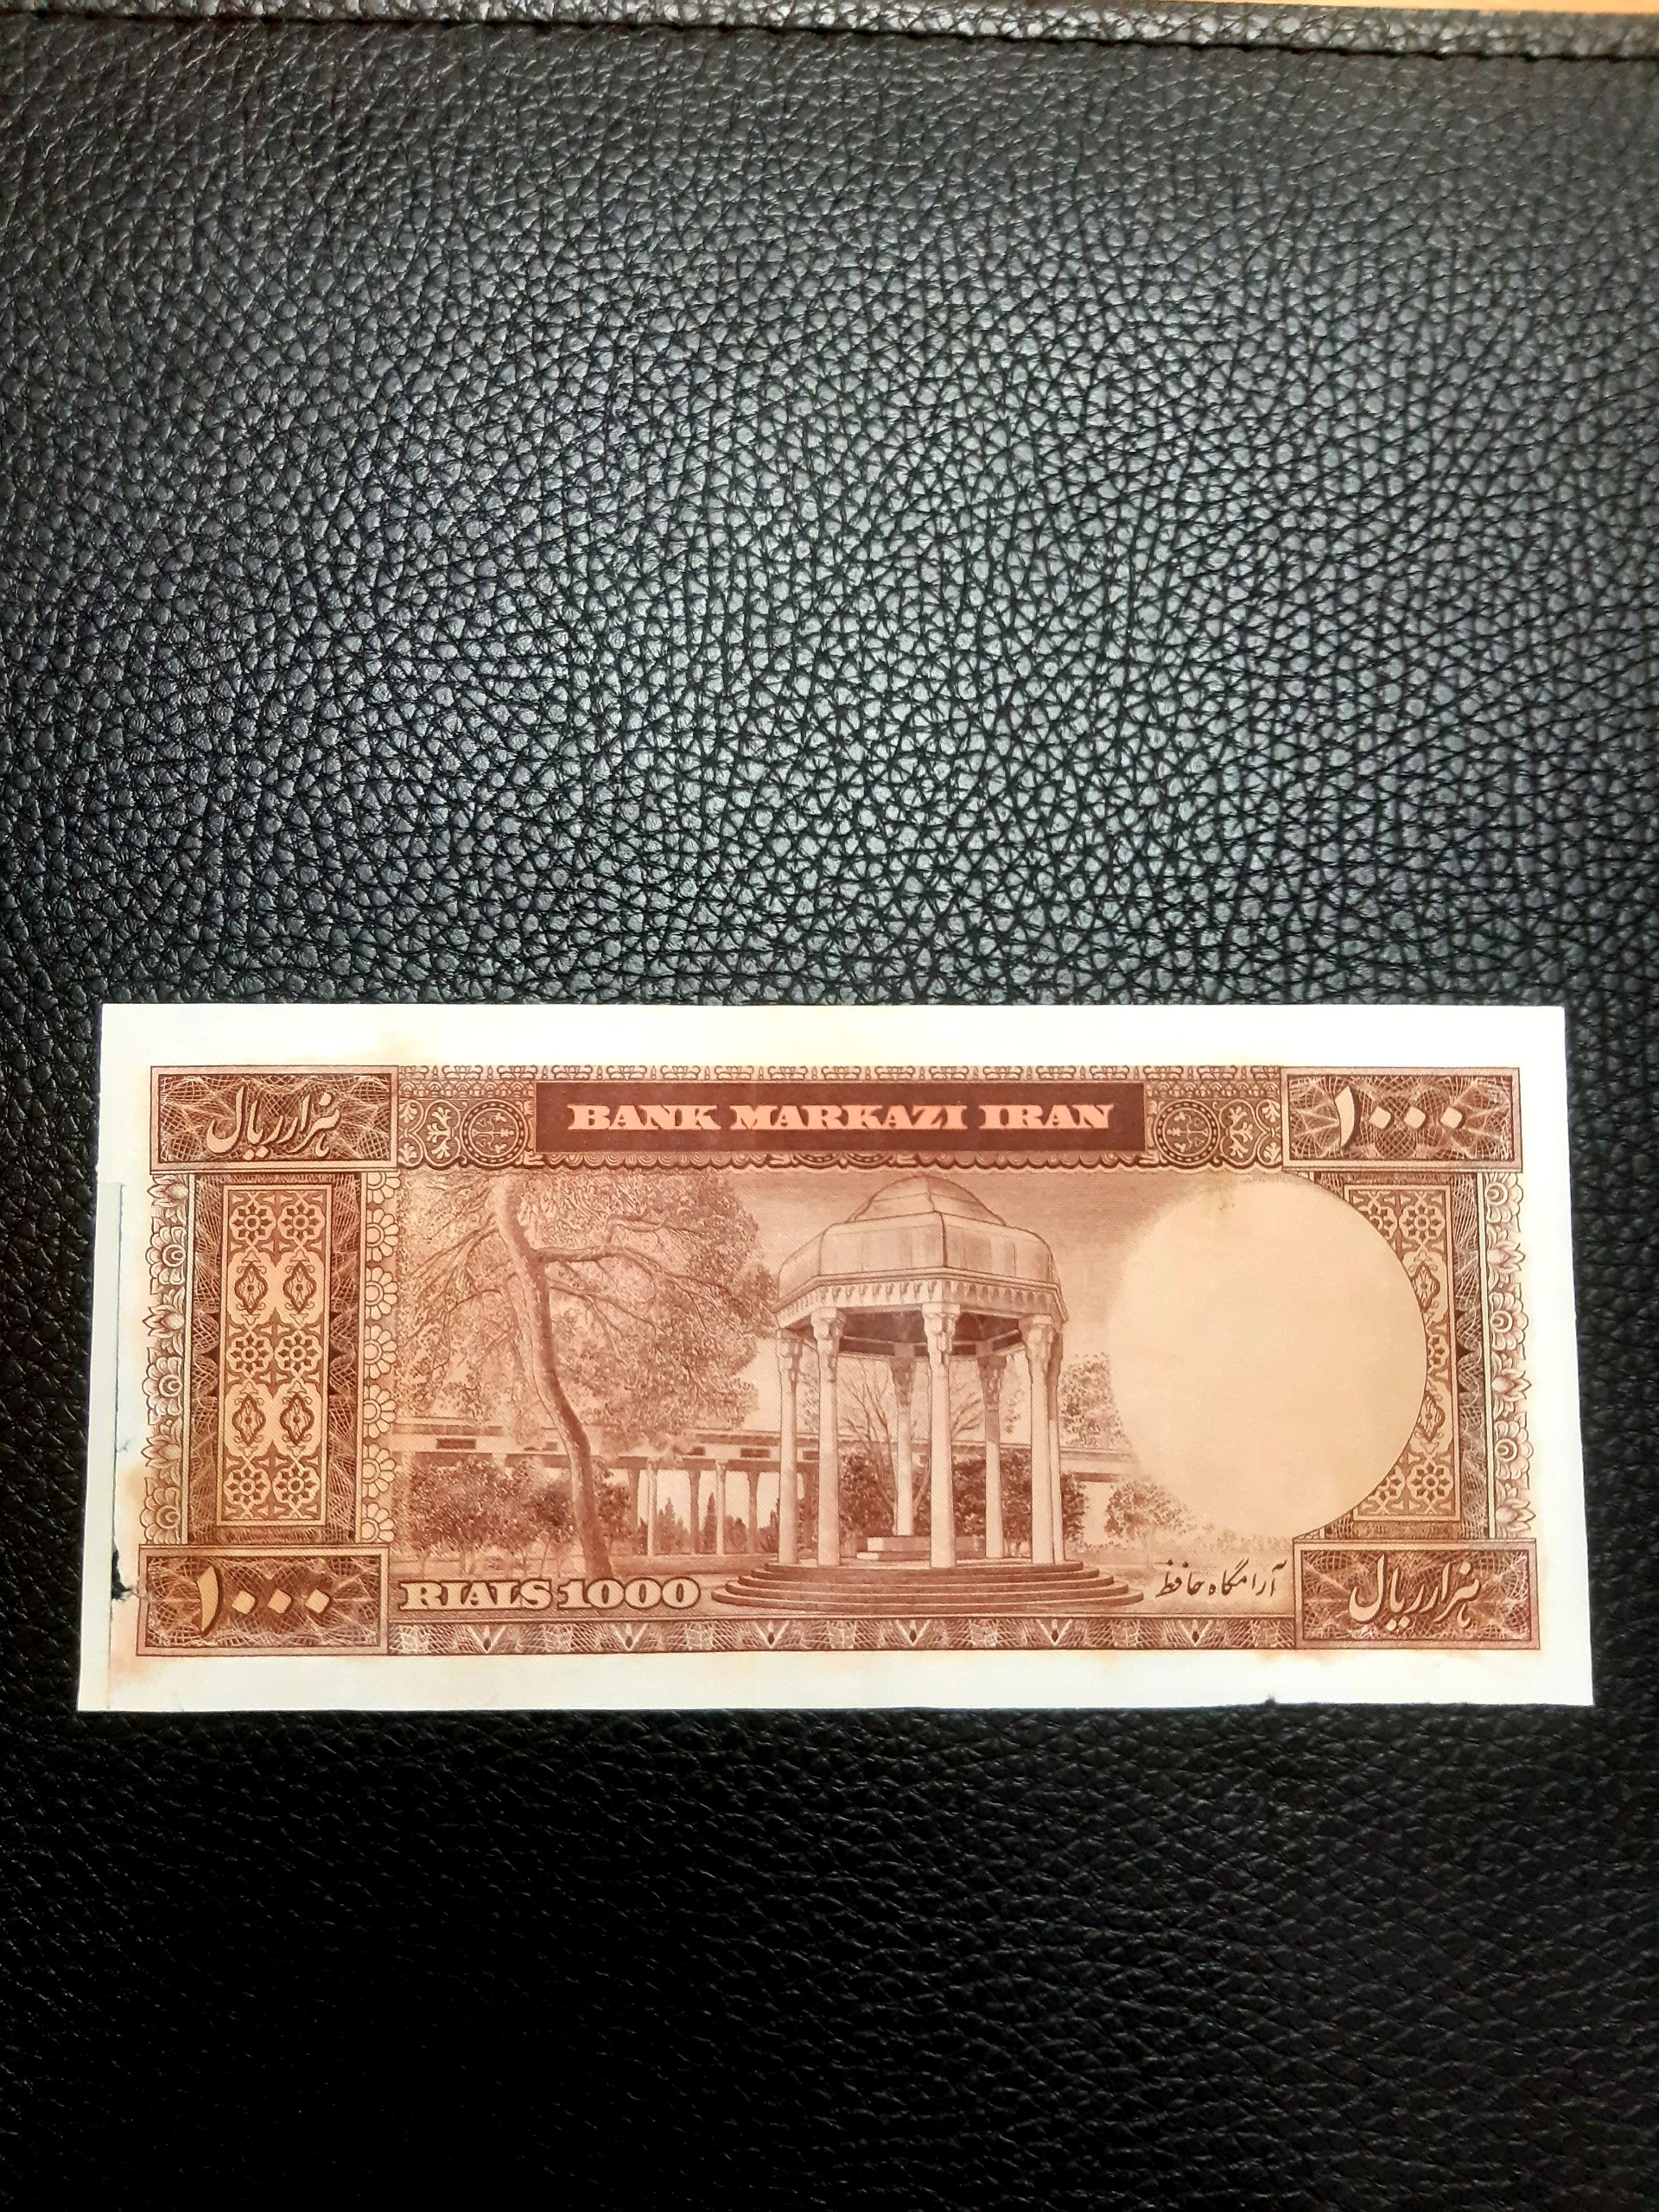 هزار ریال
BANK MARKAZI IRAN
۱۰۰۰
۱۰۰۰
RIALS 1000
آرامگاه حافظ
هزار ریال